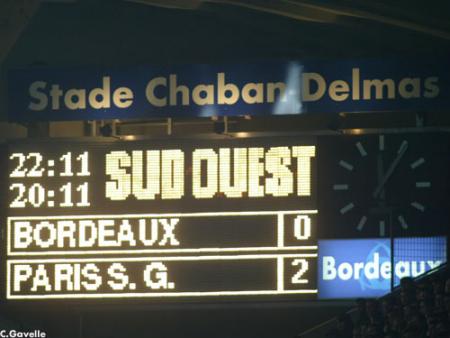 Stade Chaban Delmas
22:11 SUD OUEST
20:11
BORDEAUX 0
PARIS S. G. 2
Bordeaux
C.Gavelle